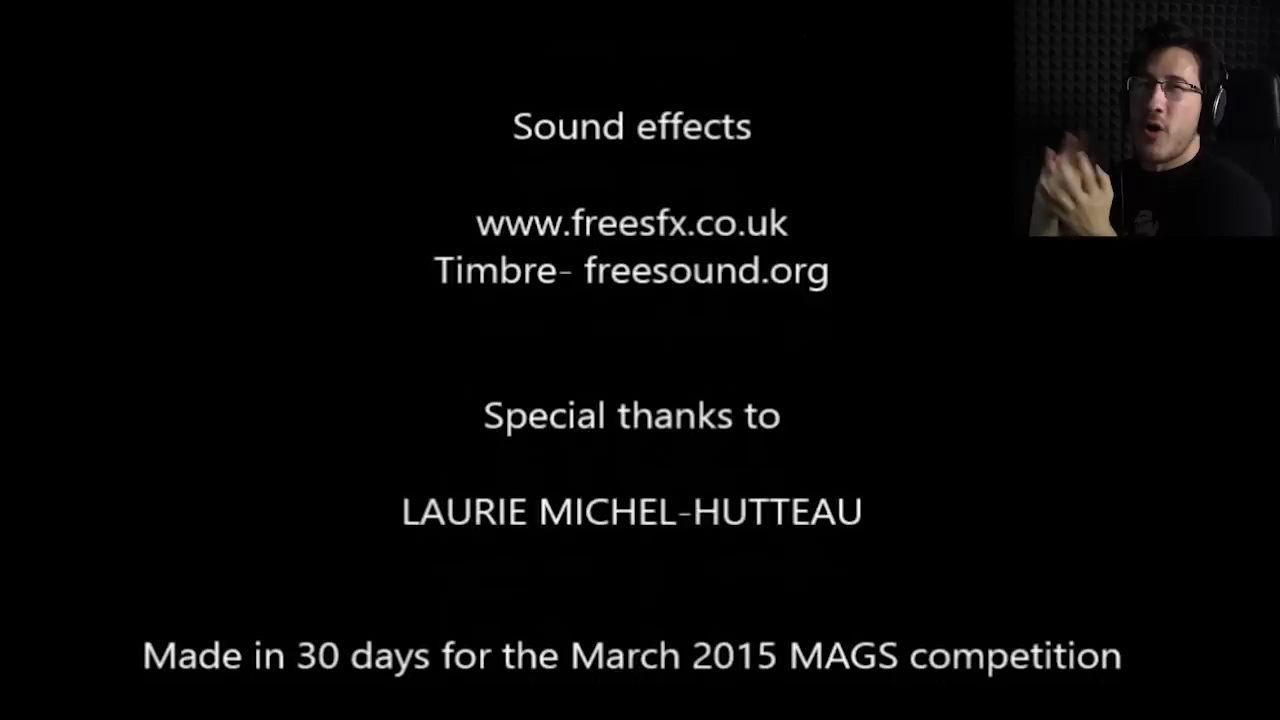 Sound effects
www.freesfx.co.uk
Timbre- freesound.org
Special thanks to
LAURIE MICHEL-HUTTEAU
Made in 30 days for the March 2015 MAGS competition